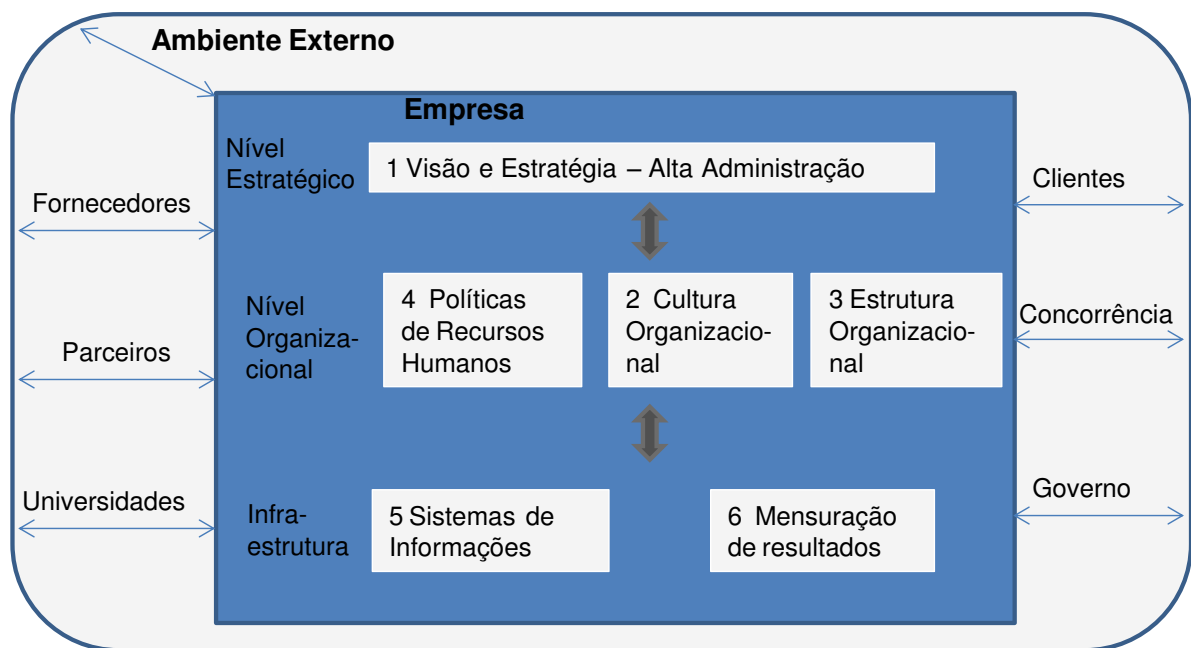 Ambiente Externo
Empresa
Nível
Estratégico
1 Visão e Estratégia – Alta Administração
Fornecedores
Clientes
Nível
Organiza-
cional
4 Políticas
de Recursos
Humanos
2 Cultura
Organizacio-
nal
3 Estrutura
Organizacio-
nal
Parceiros
Concorrência
Universidades
Infra-
estrutura
5 Sistemas de
Informações
6 Mensuração
de resultados
Governo